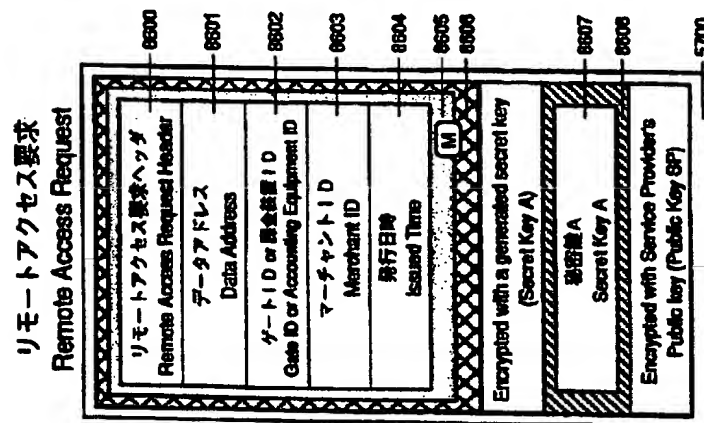 リモートアクセス要求
Remote Access Request
リモートアクセス要求ヘッダ
Remote Access Request Header
8600
データアドレス
Data Address
8601
ゲートID or 課金装置ID
Gate ID or Accounting Equipment ID
8602
マーチャントID
Merchant ID
8603
発行日時
Issued Time
8604
M
8605
8606
Encrypted with a generated secret key
(Secret Key A)
秘密鍵A
Secret Key A
8607
8608
Encrypted with Service Provider's
Public key (Public Key SP)
5700